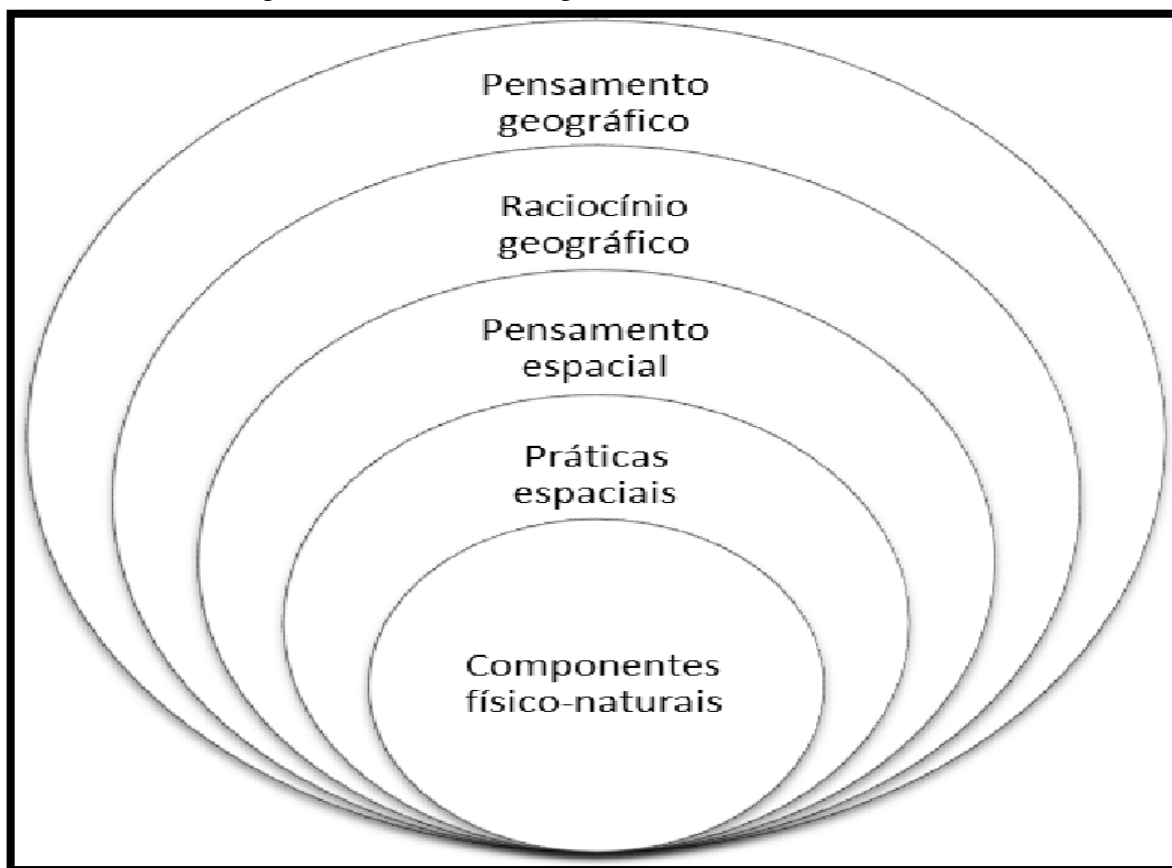 Pensamento
geográfico
Raciocínio
geográfico
Pensamento
espacial
Práticas
espaciais
Componentes
físico-naturais